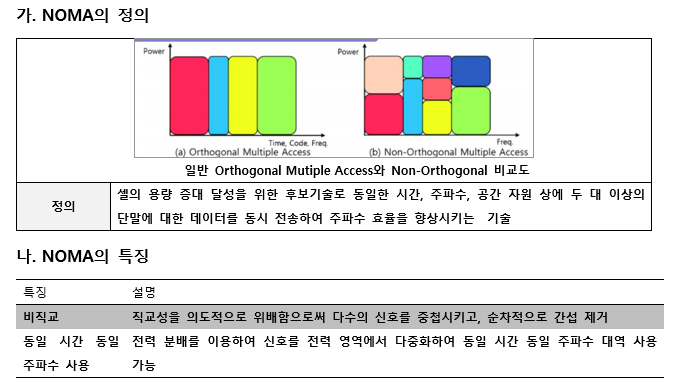 가. NOMA의 정의
Power
Power
Time, Code, Freq.
Freq.
(a) Orthogonal Multiple Access
(b) Non-Orthogonal Multiple Access
일반 Orthogonal Mutiple Access와 Non-Orthogonal 비교도
정의
셀의 용량 증대 달성을 위한 후보기술로 동일한 시간, 주파수, 공간 자원 상에 두 대 이상의
단말에 대한 데이터를 동시 전송하여 주파수 효율을 향상시키는 기술
나. NOMA의 특징
특징 설명
비직교 직교성을 의도적으로 위배함으로써 다수의 신호를 중첩시키고, 순차적으로 간섭 제거
동일 시간 동일 전력 분배를 이용하여 신호를 전력 영역에서 다중화하여 동일 시간 동일 주파수 대역 사용
주파수 사용 가능